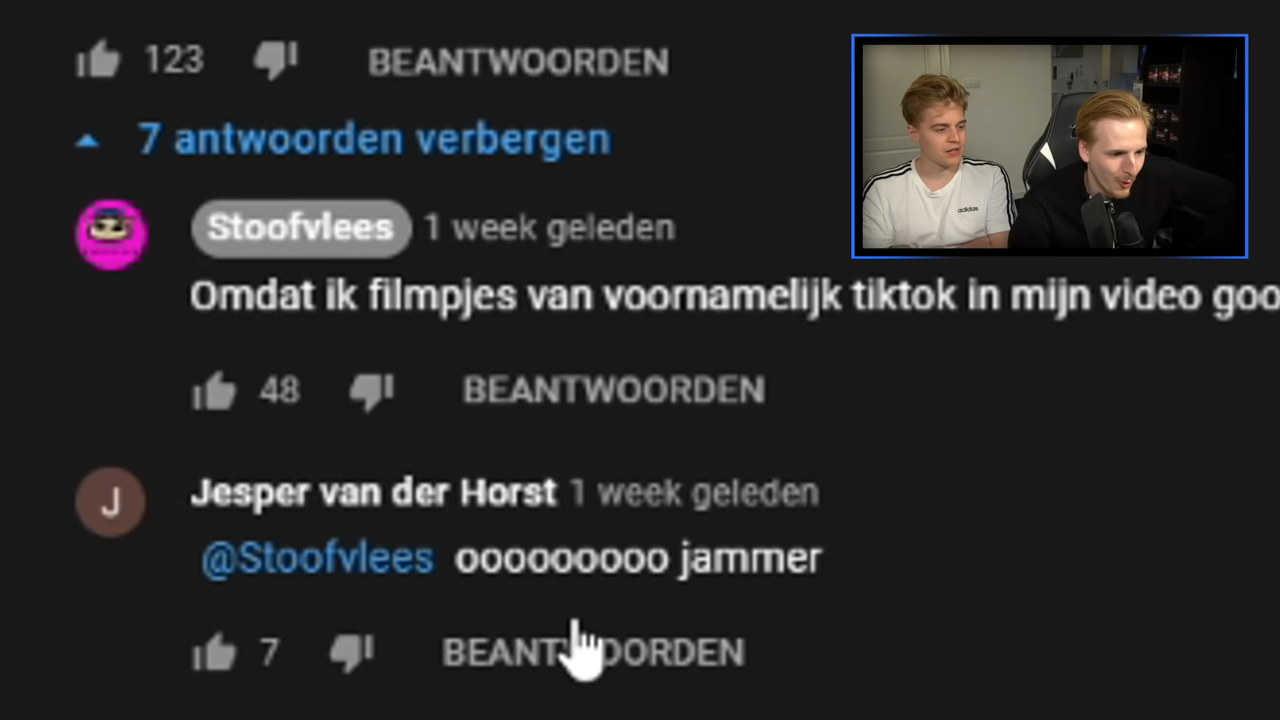 123 BEANTWOORDEN
7 antwoorden verbergen
Stoofvlees 1 week geleden
Omdat ik filmpjes van voornamelijk tiktok in mijn video goo
48 BEANTWOORDEN
J Jesper van der Horst 1 week geleden
@Stoofvlees ooooooooo jammer
7 BEANTWOORDEN
adidas